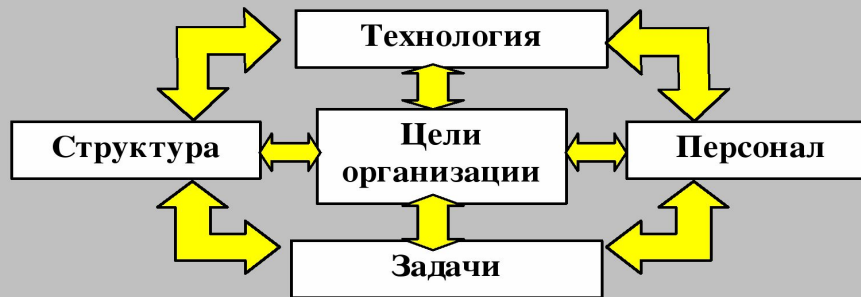 Технология
Структура
Цели
организации
Персонал
Задачи